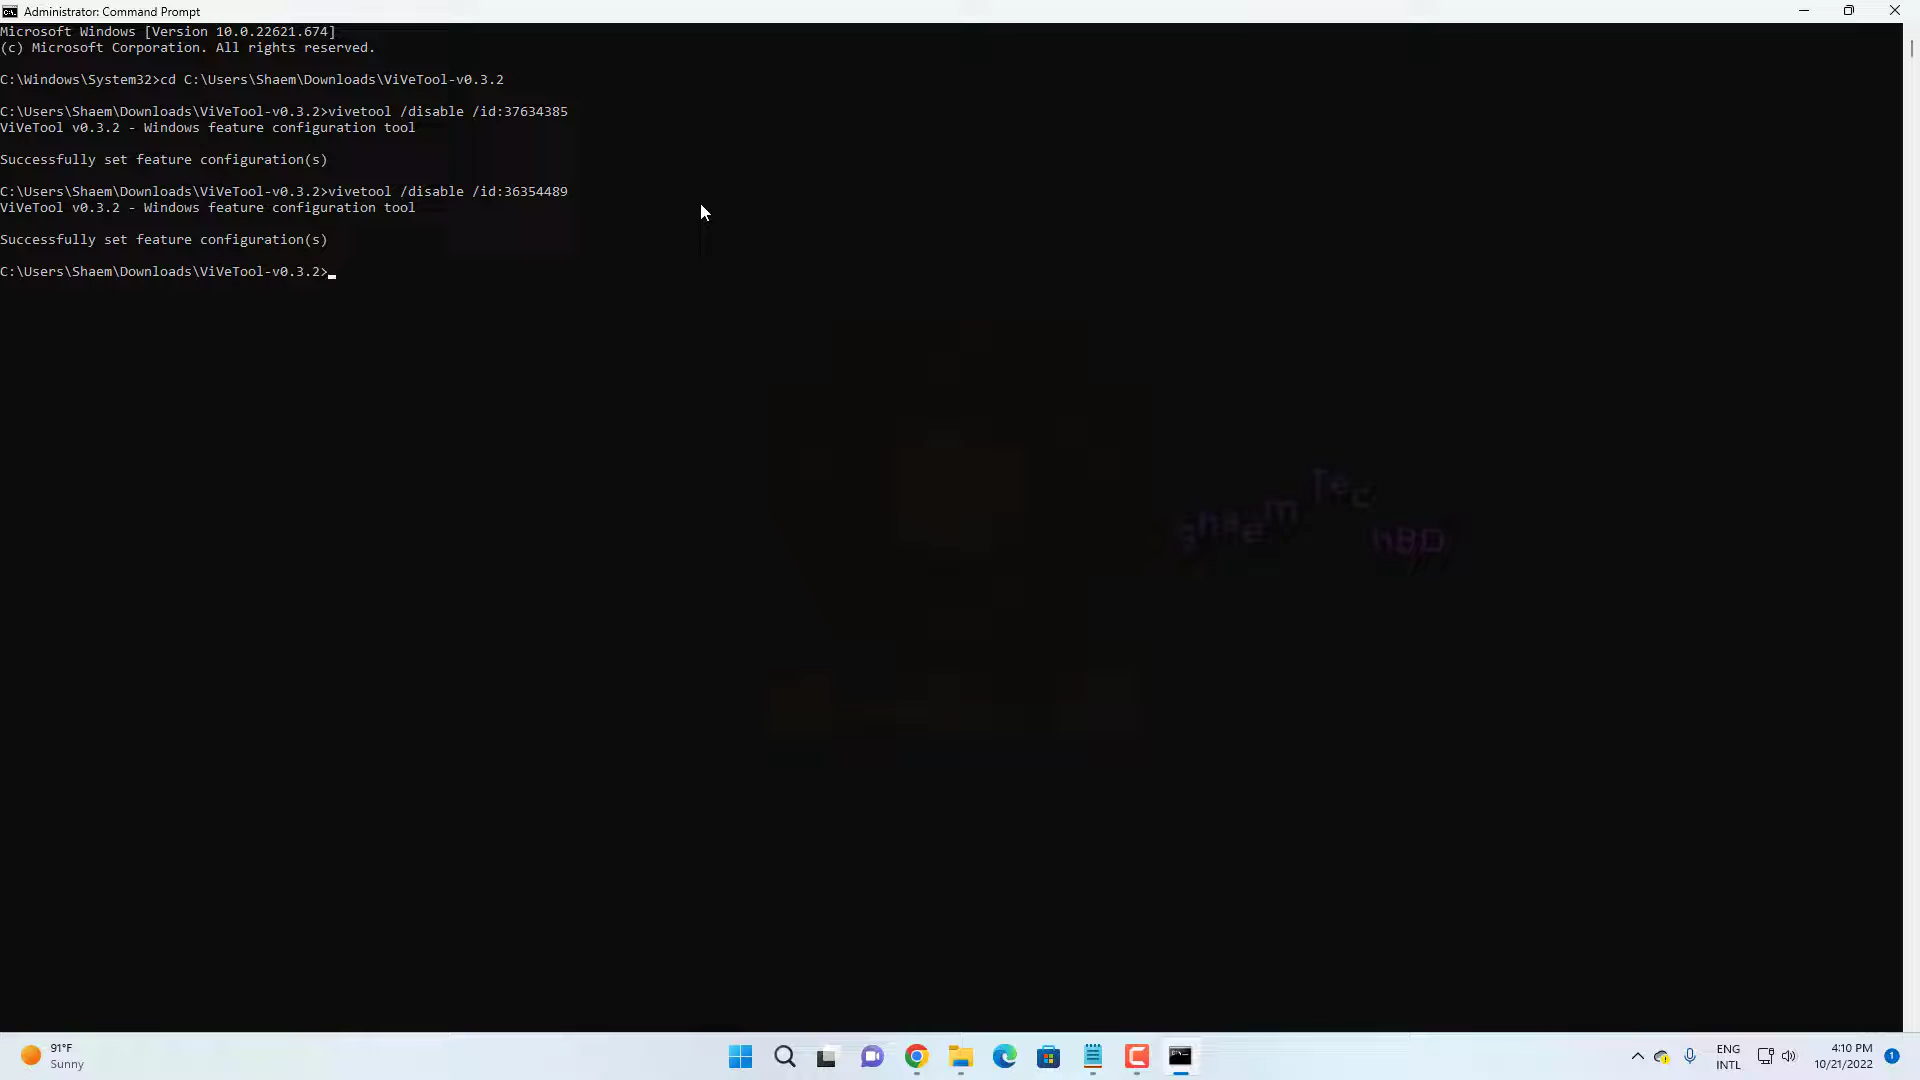 Administrator: Command Prompt
Microsoft Windows [Version 10.0.22621.674]
(c) Microsoft Corporation. All rights reserved.
C:\Windows\System32>cd C:\Users\Shaem\Downloads\ViVeTool-v0.3.2
C:\Users\Shaem\Downloads\ViVeTool-v0.3.2>vivetool /disable /id:37634385
ViVeTool v0.3.2 - Windows feature configuration tool
Successfully set feature configuration(s)
C:\Users\Shaem\Downloads\ViVeTool-v0.3.2>vivetool /disable /id:36354489
ViVeTool v0.3.2 - Windows feature configuration tool
Successfully set feature configuration(s)
C:\Users\Shaem\Downloads\ViVeTool-v0.3.2>
Shaem TechBD
91°F
Sunny
ENG
INTL
4:10 PM
10/21/2022
1